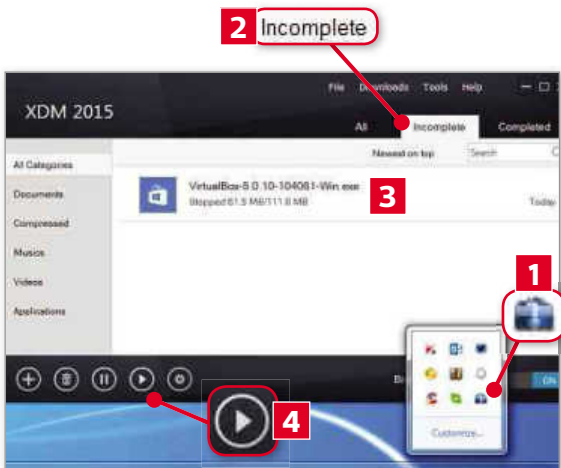 2 Incomplete
File Downloads Tools Help
XDM 2015
All Incomplete Completed
Newest on top Search
All Categories
Documents
Compressed
Musics
Videos
Applications
VirtualBox-5.0.10-104061-Win.exe
Stopped 61.5 MB/111.8 MB
3
Today
1
ON
4
Customize...